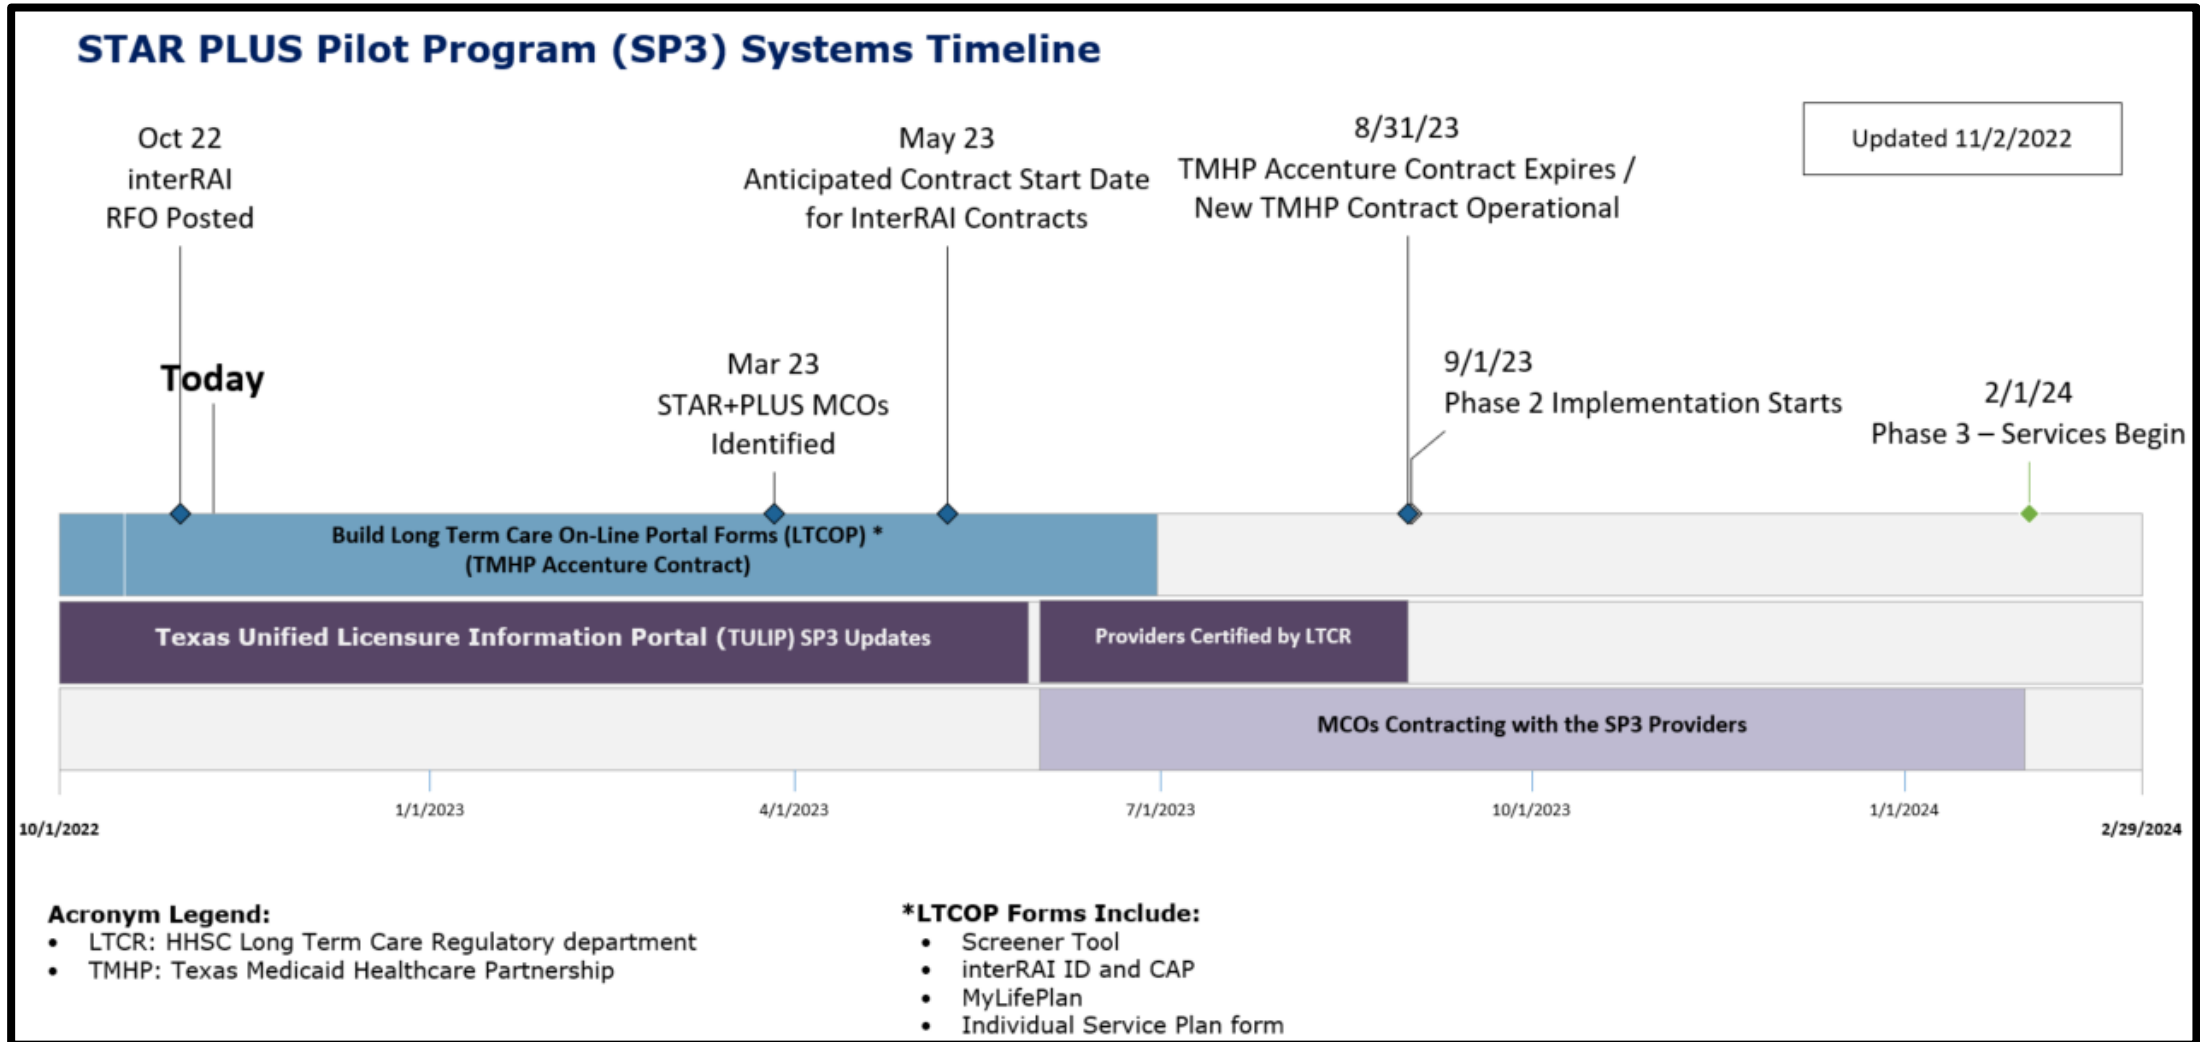 STAR PLUS Pilot Program (SP3) Systems Timeline
Updated 11/2/2022
Oct 22
interRAI
RFO Posted
May 23
Anticipated Contract Start Date
for InterRAI Contracts
8/31/23
TMHP Accenture Contract Expires /
New TMHP Contract Operational
Today
Mar 23
STAR+PLUS MCOs
Identified
9/1/23
Phase 2 Implementation Starts
2/1/24
Phase 3 – Services Begin
Build Long Term Care On-Line Portal Forms (LTCOP) *
(TMHP Accenture Contract)
Texas Unified Licensure Information Portal (TULIP) SP3 Updates
Providers Certified by LTCR
MCOs Contracting with the SP3 Providers
10/1/2022
1/1/2023
4/1/2023
7/1/2023
10/1/2023
1/1/2024
2/29/2024
Acronym Legend:
• LTCR: HHSC Long Term Care Regulatory department
• TMHP: Texas Medicaid Healthcare Partnership
*LTCOP Forms Include:
• Screener Tool
• interRAI ID and CAP
• MyLifePlan
• Individual Service Plan form